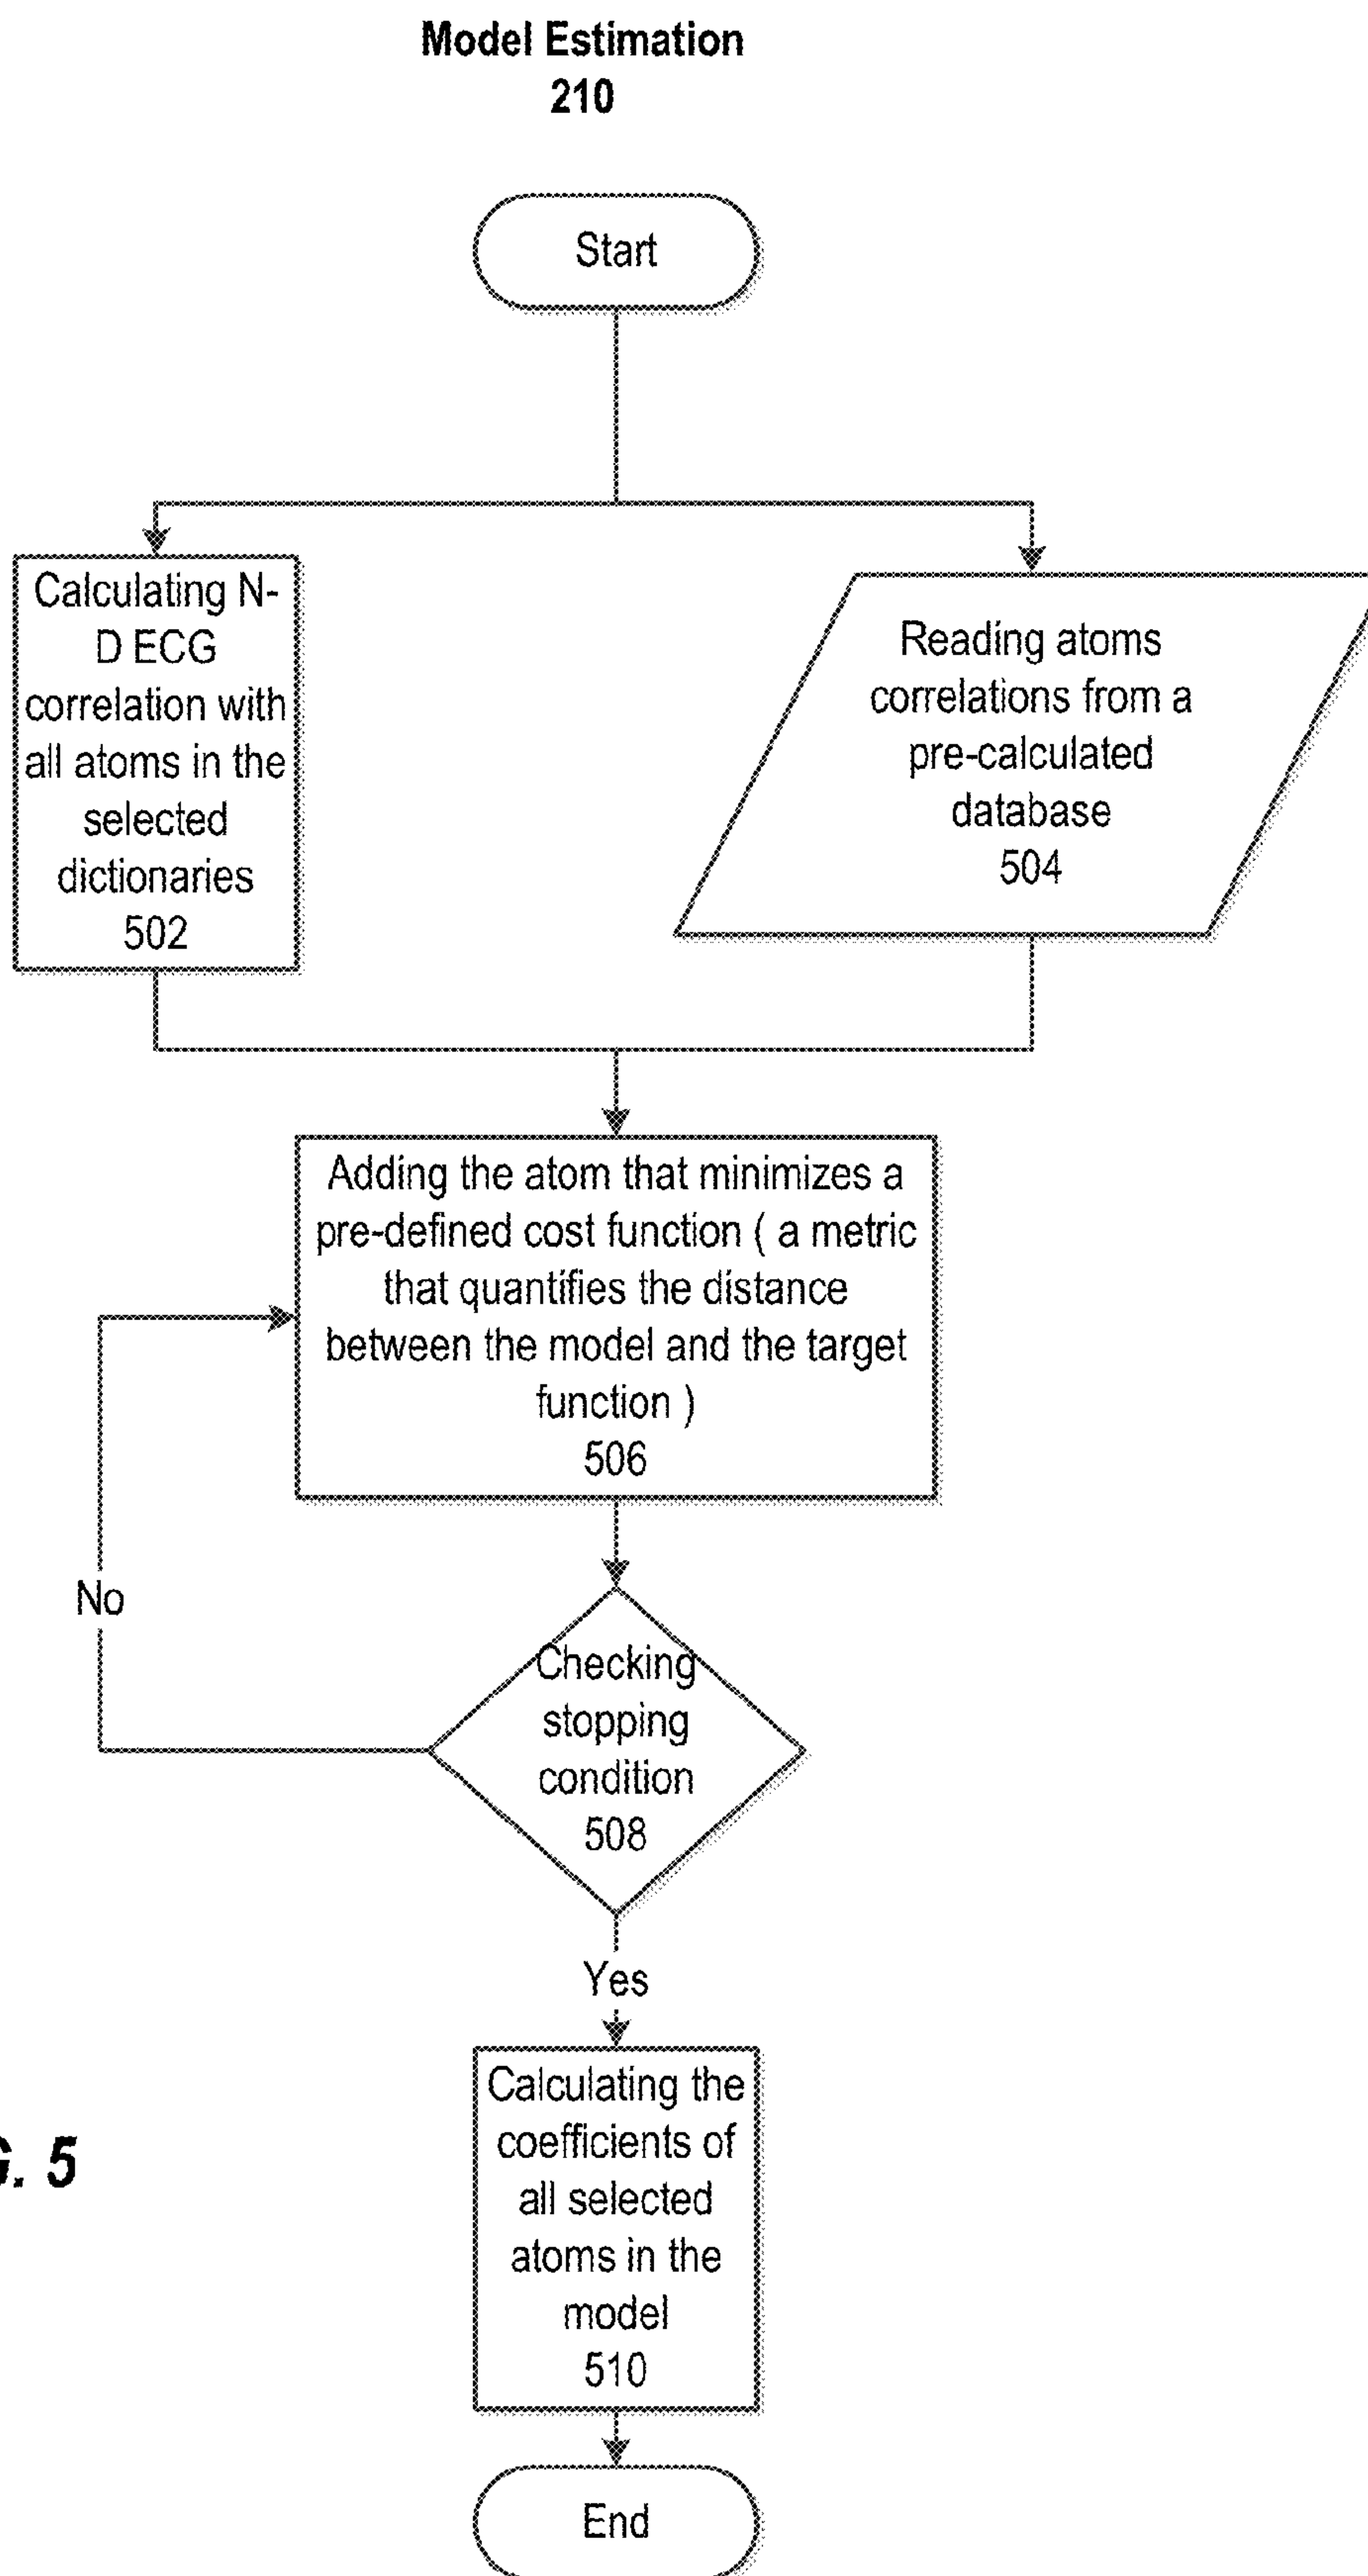 Model Estimation
210
Start
Calculating N-
D ECG
correlation with
all atoms in the
selected
dictionaries
502
Reading atoms
correlations from a
pre-calculated
database
504
Adding the atom that minimizes a
pre-defined cost function ( a metric
that quantifies the distance
between the model and the target
function )
506
No
Checking
stopping
condition
508
Yes
Calculating the
coefficients of
all selected
atoms in the
model
510
G. 5
End